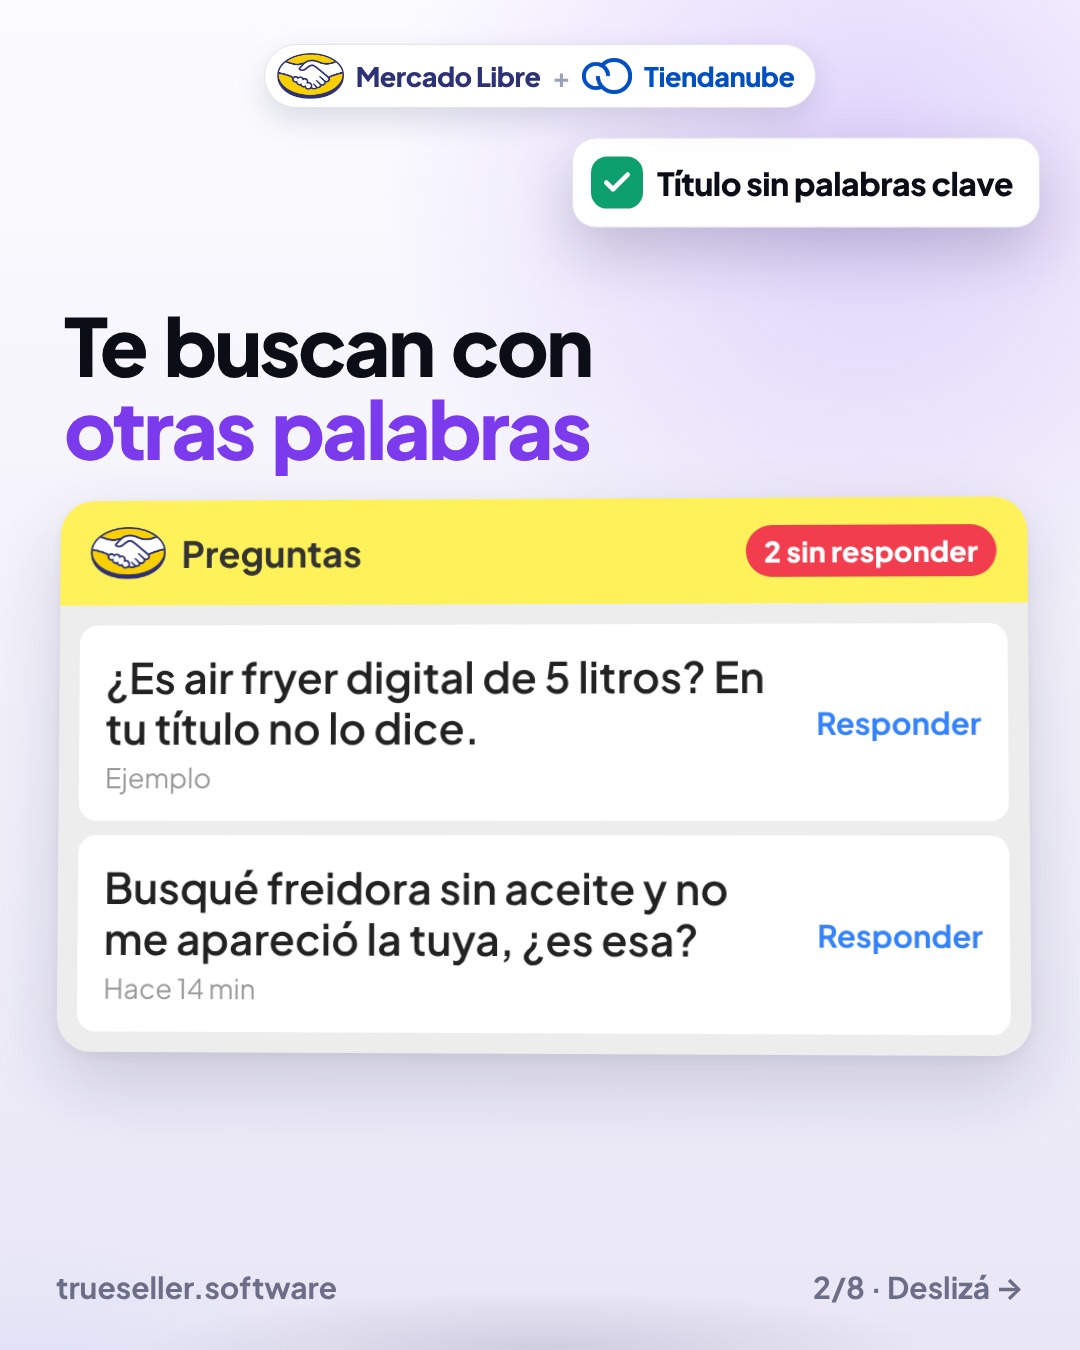 Mercado Libre + Tiendanube
Título sin palabras clave
Te buscan con
otras palabras
Preguntas
2 sin responder
¿Es air fryer digital de 5 litros? En
tu título no lo dice.
Ejemplo
Responder
Busqué freidora sin aceite y no
me apareció la tuya, ¿es esa?
Hace 14 min
Responder
trueseller.software
2/8 · Deslizá →